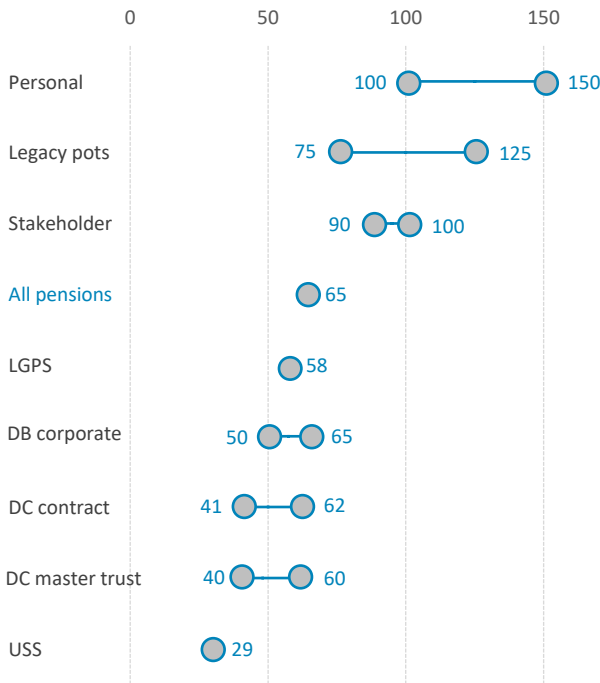 0 50 100 150
Personal 100 150
Legacy pots 75 125
Stakeholder 90 100
All pensions 65
LGPS 58
DB corporate 50 65
DC contract 41 62
DC master trust 40 60
USS 29